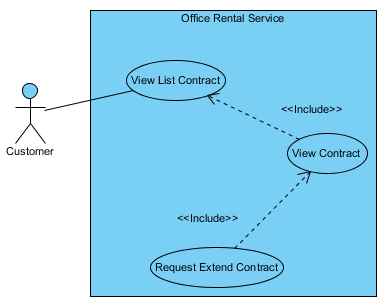 Office Rental Service
View List Contract
<<Include>>
Customer
View Contract
<<Include>>
Request Extend Contract